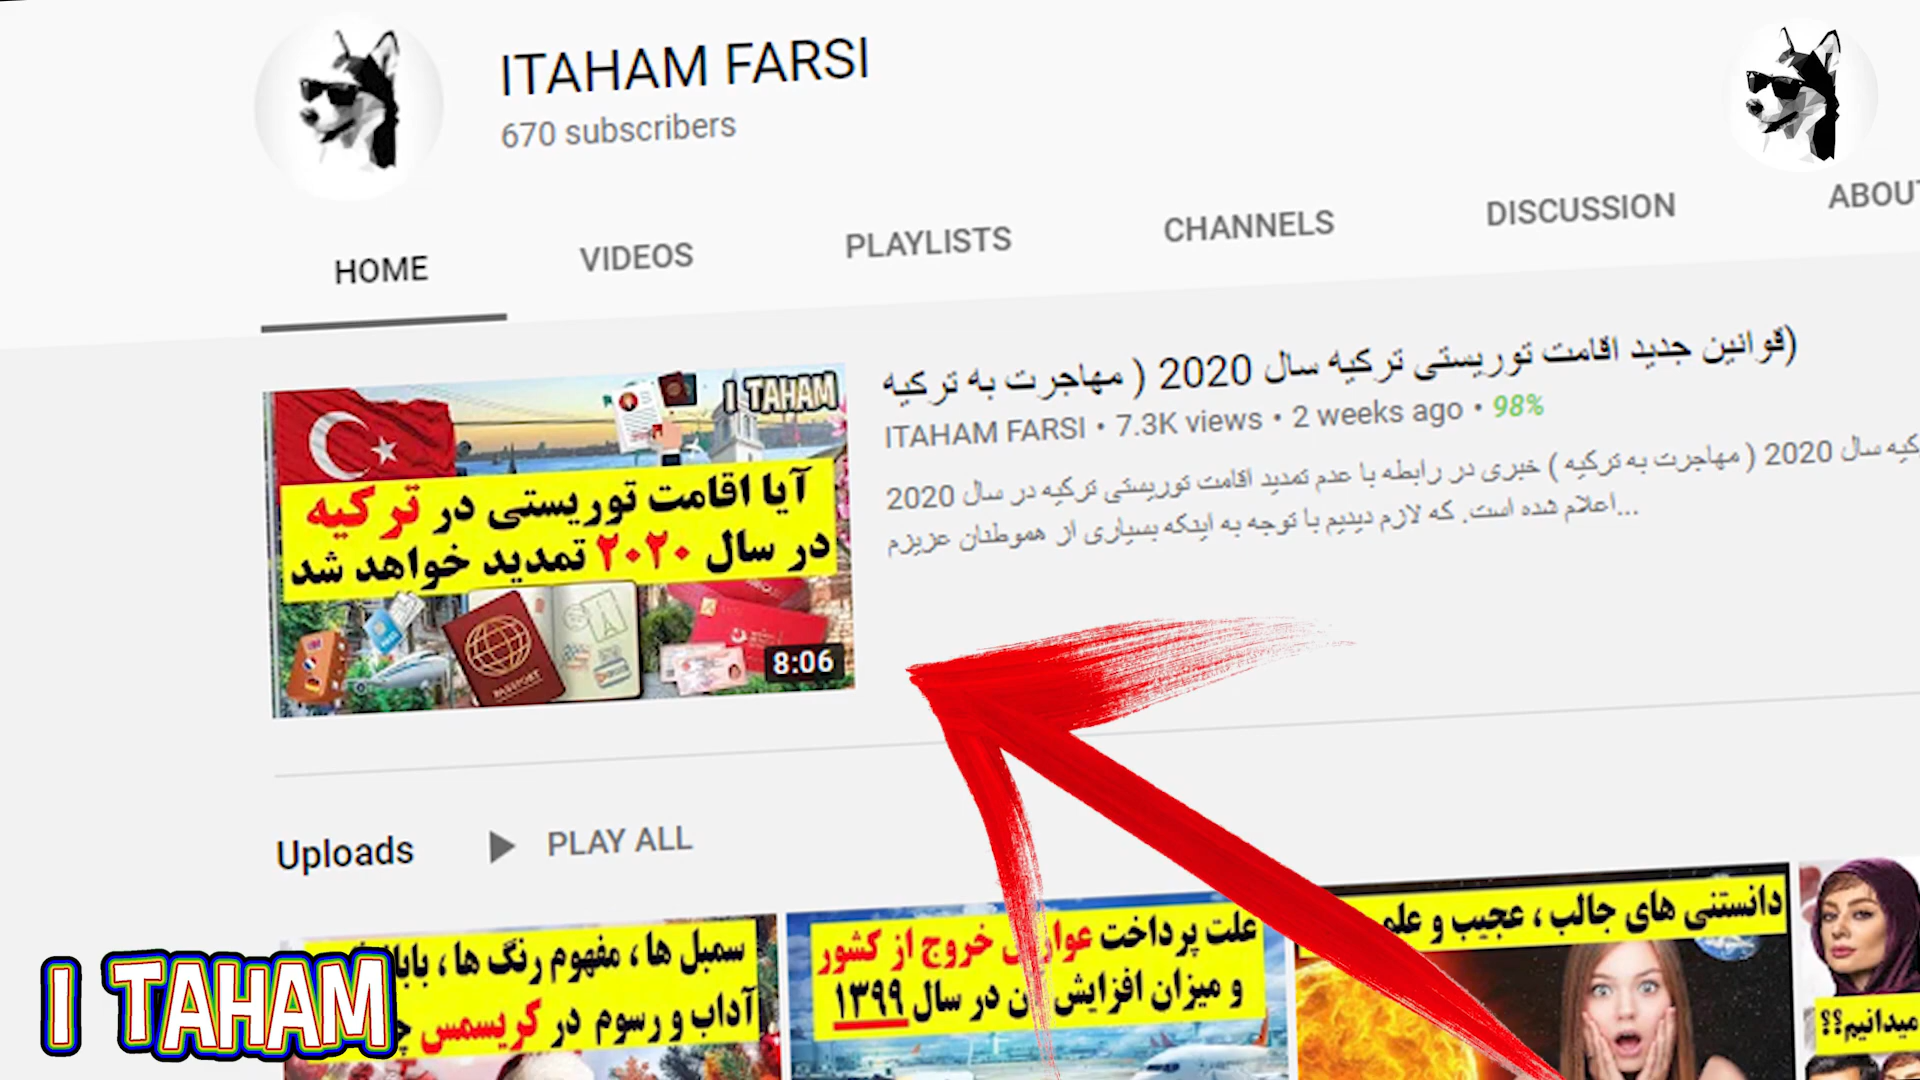 ITAHAM FARSI
670 subscribers
HOME VIDEOS PLAYLISTS CHANNELS DISCUSSION
قوانین جدید اقامت توریستی ترکیه سال 2020 ( مهاجرت به ترکیه)
ITAHAM FARSI • 7.3K views • 2 weeks ago • 98%
کیه سال 2020 ( مهاجرت به ترکیه ) خبری در رابطه با عدم تمدید اقامت توریستی ترکیه در سال 2020
اعلام شده است. که لازم دیدیم با توجه به اینکه بسیاری از هموطنان عزیزم...
I TAHAM
آیا اقامت توریستی در ترکیه
در سال ۲۰۲۰ تمدید خواهد شد
PASSPORT
8:06
Uploads PLAY ALL
سمبل ها ، مفهوم رنگ ها ، بابا
آداب و رسوم در کریسمس
علت پرداخت خروج از کشور
و میزان افزایش در سال ۱۳۹۹
دانستنی های جالب ، عجیب و علم
میدانیم؟؟
I TAHAM